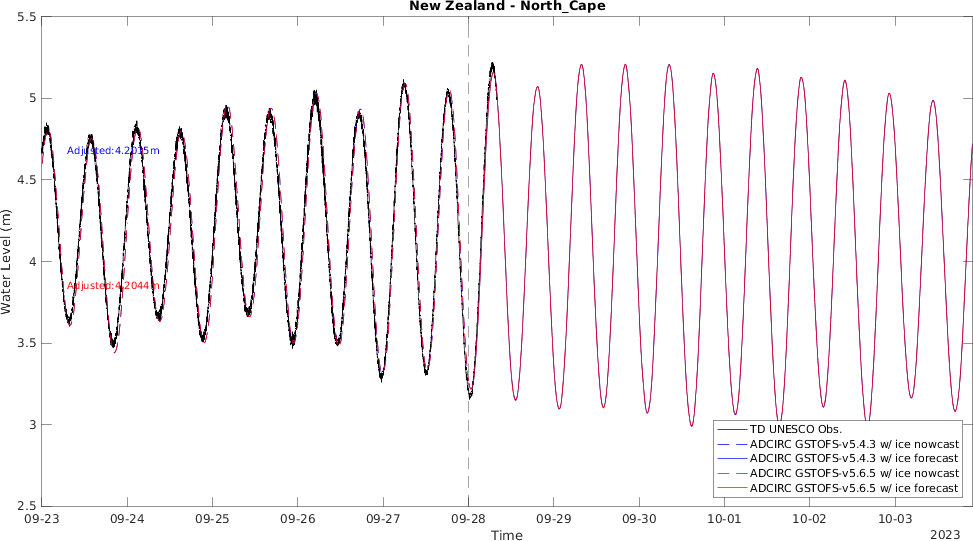 New Zealand - North_Cape
5.5
5
4.5
4
3.5
3
2.5
Water Level (m)
Adjusted:4.2035m
Adjusted:4.2044m
TD UNESCO Obs.
ADCIRC GSTOFS-v5.4.3 w/ ice nowcast
ADCIRC GSTOFS-v5.4.3 w/ ice forecast
ADCIRC GSTOFS-v5.6.5 w/ ice nowcast
ADCIRC GSTOFS-v5.6.5 w/ ice forecast
09-23 09-24 09-25 09-26 09-27 09-28 09-29 09-30 10-01 10-02 10-03
Time
2023